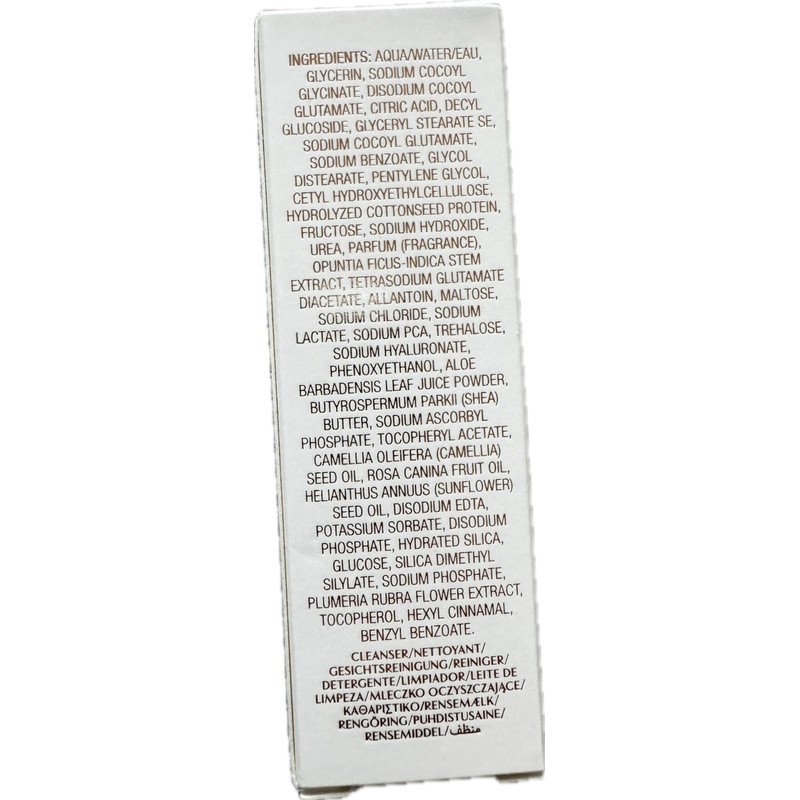 INGREDIENTS: AQUA/WATER/EAU,
GLYCERIN, SODIUM COCOYL
GLYCINATE, DISODIUM COCOYL
GLUTAMATE, CITRIC ACID, DECYL
GLUCOSIDE, GLYCERYL STEARATE SE,
SODIUM COCOYL GLUTAMATE,
SODIUM BENZOATE, GLYCOL
DISTEARATE, PENTYLENE GLYCOL,
CETYL HYDROXYETHYLCELLULOSE,
HYDROLYZED COTTONSEED PROTEIN,
FRUCTOSE, SODIUM HYDROXIDE,
UREA, PARFUM (FRAGRANCE),
OPUNTIA FICUS-INDICA STEM
EXTRACT, TETRASODIUM GLUTAMATE
DIACETATE, ALLANTOIN, MALTOSE,
SODIUM CHLORIDE, SODIUM
LACTATE, SODIUM PCA, TREHALOSE,
SODIUM HYALURONATE,
PHENOXYETHANOL, ALOE
BARBADENSIS LEAF JUICE POWDER,
BUTYROSPERMUM PARKII (SHEA)
BUTTER, SODIUM ASCORBYL
PHOSPHATE, TOCOPHERYL ACETATE,
CAMELLIA OLEIFERA (CAMELLIA)
SEED OIL, ROSA CANINA FRUIT OIL,
HELIANTHUS ANNUUS (SUNFLOWER)
SEED OIL, DISODIUM EDTA,
POTASSIUM SORBATE, DISODIUM
PHOSPHATE, HYDRATED SILICA,
GLUCOSE, SILICA DIMETHYL
SILYLATE, SODIUM PHOSPHATE,
PLUMERIA RUBRA FLOWER EXTRACT,
TOCOPHEROL, HEXYL CINNAMAL,
BENZYL BENZOATE.
CLEANSER/NETTOYANT/
GESICHTSREINIGUNG/REINIGER/
DETERGENTE/LIMPIADOR/LEITE DE
LIMPEZA/MLECZKO OCZYSZCZAJĄCE/
ΚΑΘΑΡΙΣΤΙΚΟ/RENSEMÆLK/
RENGÖRING/PUHDISTUSAINE/
RENSEMIDDEL/منظف